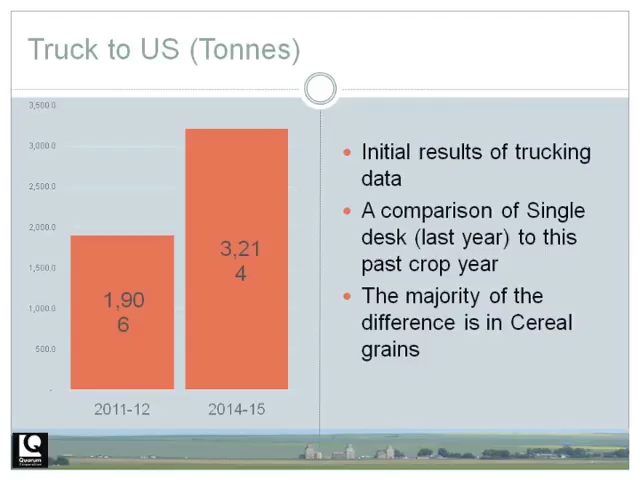 Truck to US (Tonnes)
3,500.0
3,000.0
2,500.0
2,000.0
1,500.0
1,000.0
500.0
-
1,90
6
3,21
4
2011-12
2014-15
• Initial results of trucking
data
• A comparison of Single
desk (last year) to this
past crop year
• The majority of the
difference is in Cereal
grains
Quorum
Corporation